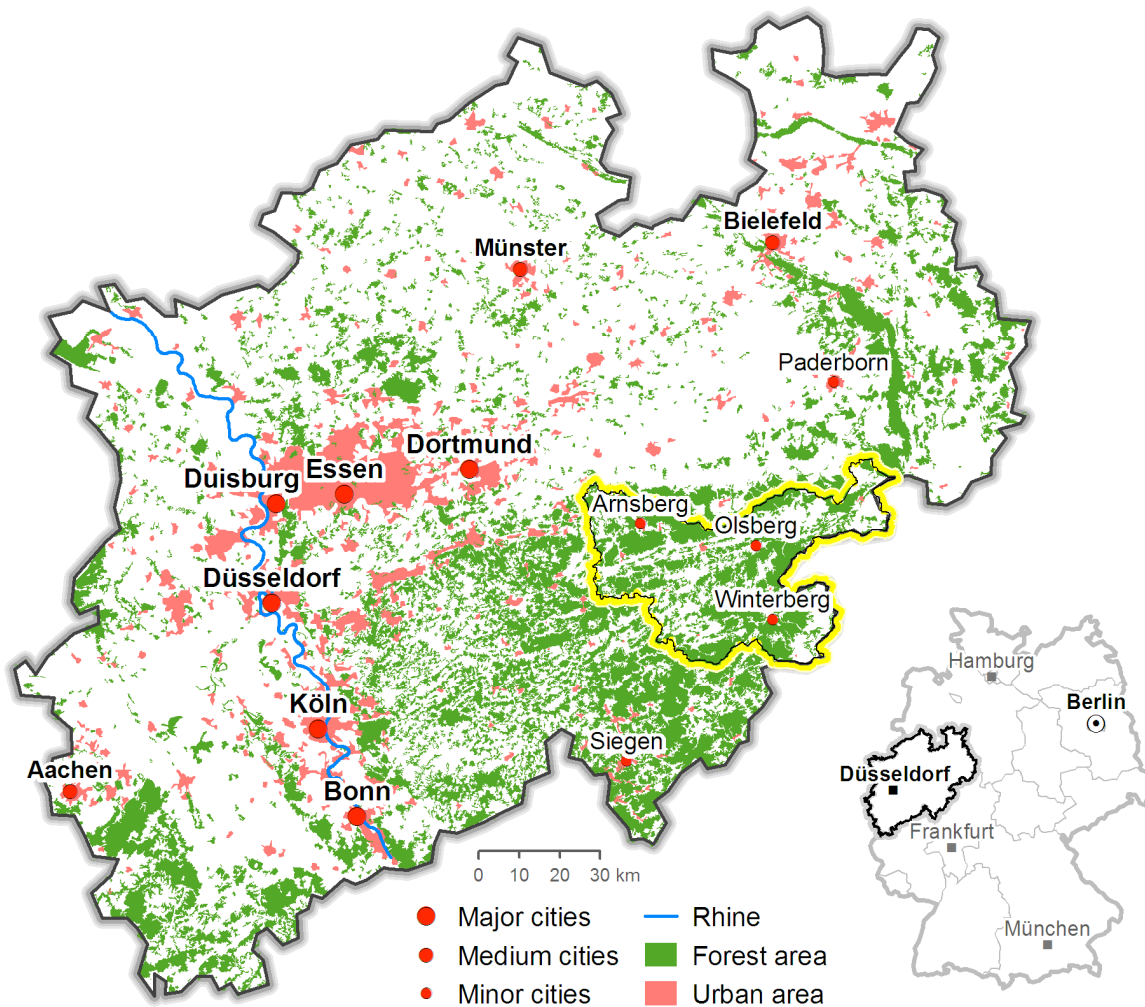 Bielefeld
Münster
Paderborn
Dortmund
Essen
Duisburg
Arnsberg
Olsberg
Düsseldorf
Winterberg
Köln
Siegen
Aachen
Bonn
Hamburg
Berlin
Düsseldorf
Frankfurt
München
0 10 20 30 km
Major cities
Medium cities
Minor cities
Rhine
Forest area
Urban area